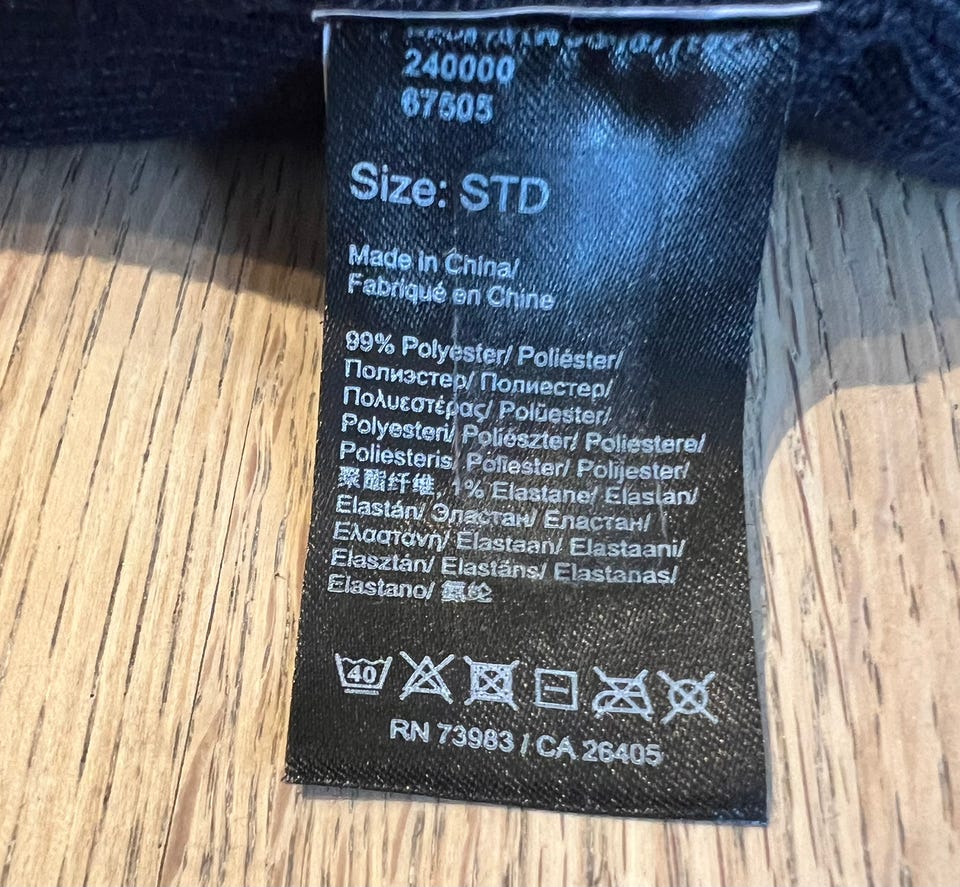 240000
67505
Size: STD
Made in China/
Fabriqué en Chine
99% Polyester/ Poliéster/
Полиэстер/ Полиестер/
Πολυεστέρας/ Polüester/
Polyesteri/ Poliészter/ Poliestere/
Poliesteris/ Poliester/ Polijester/
聚酯纤维, 1% Elastane/ Elastan/
Elastán/ Эластан/ Еластан/
Ελαστάνη/ Elastaan/ Elastaani/
Elasztán/ Elastāns/ Elastanas/
Elastano/ 氨纶
40
RN 73983 / CA 26405